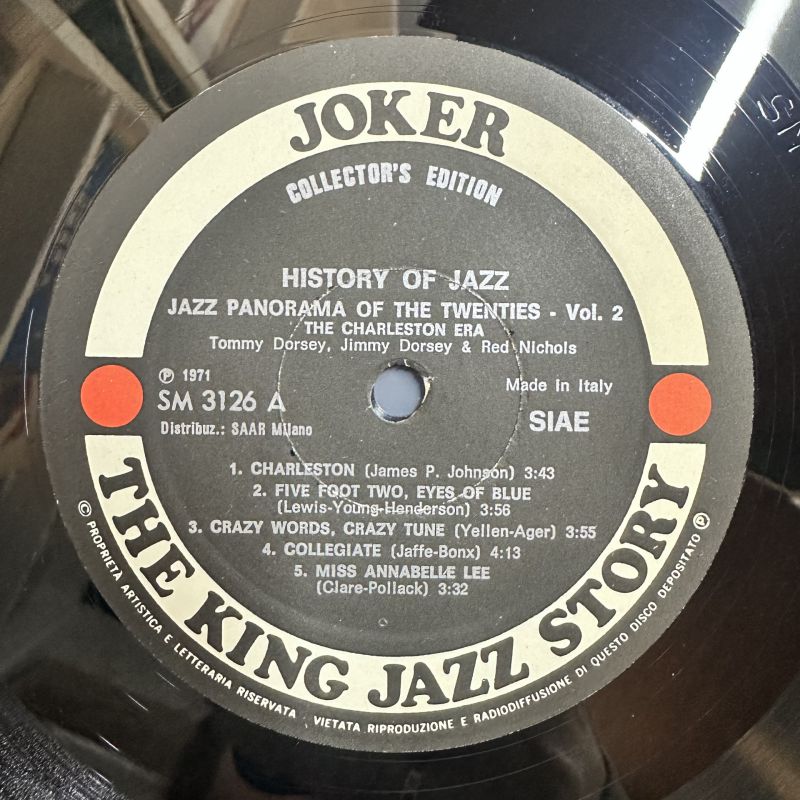 JOKER
COLLECTOR'S EDITION
HISTORY OF JAZZ
JAZZ PANORAMA OF THE TWENTIES - Vol. 2
THE CHARLESTON ERA
Tommy Dorsey, Jimmy Dorsey & Red Nichols
Ⓟ 1971
Made in Italy
SM 3126 A
SIAE
Distribuz.: SAAR Milano
1. CHARLESTON (James P. Johnson) 3:43
2. FIVE FOOT TWO, EYES OF BLUE
(Lewis-Young-Henderson) 3:56
3. CRAZY WORDS, CRAZY TUNE (Yellen-Ager) 3:55
4. COLLEGIATE (Jaffe-Bonx) 4:13
5. MISS ANNABELLE LEE
(Clare-Pollack) 3:32
THE KING JAZZ STORY
© PROPRIETA ARTISTICA E LETTERARIA RISERVATA VIETATA RIPRODUZIONE E RADIODIFFUSIONE DI QUESTO DISCO DEPOSITATO Ⓟ
SM